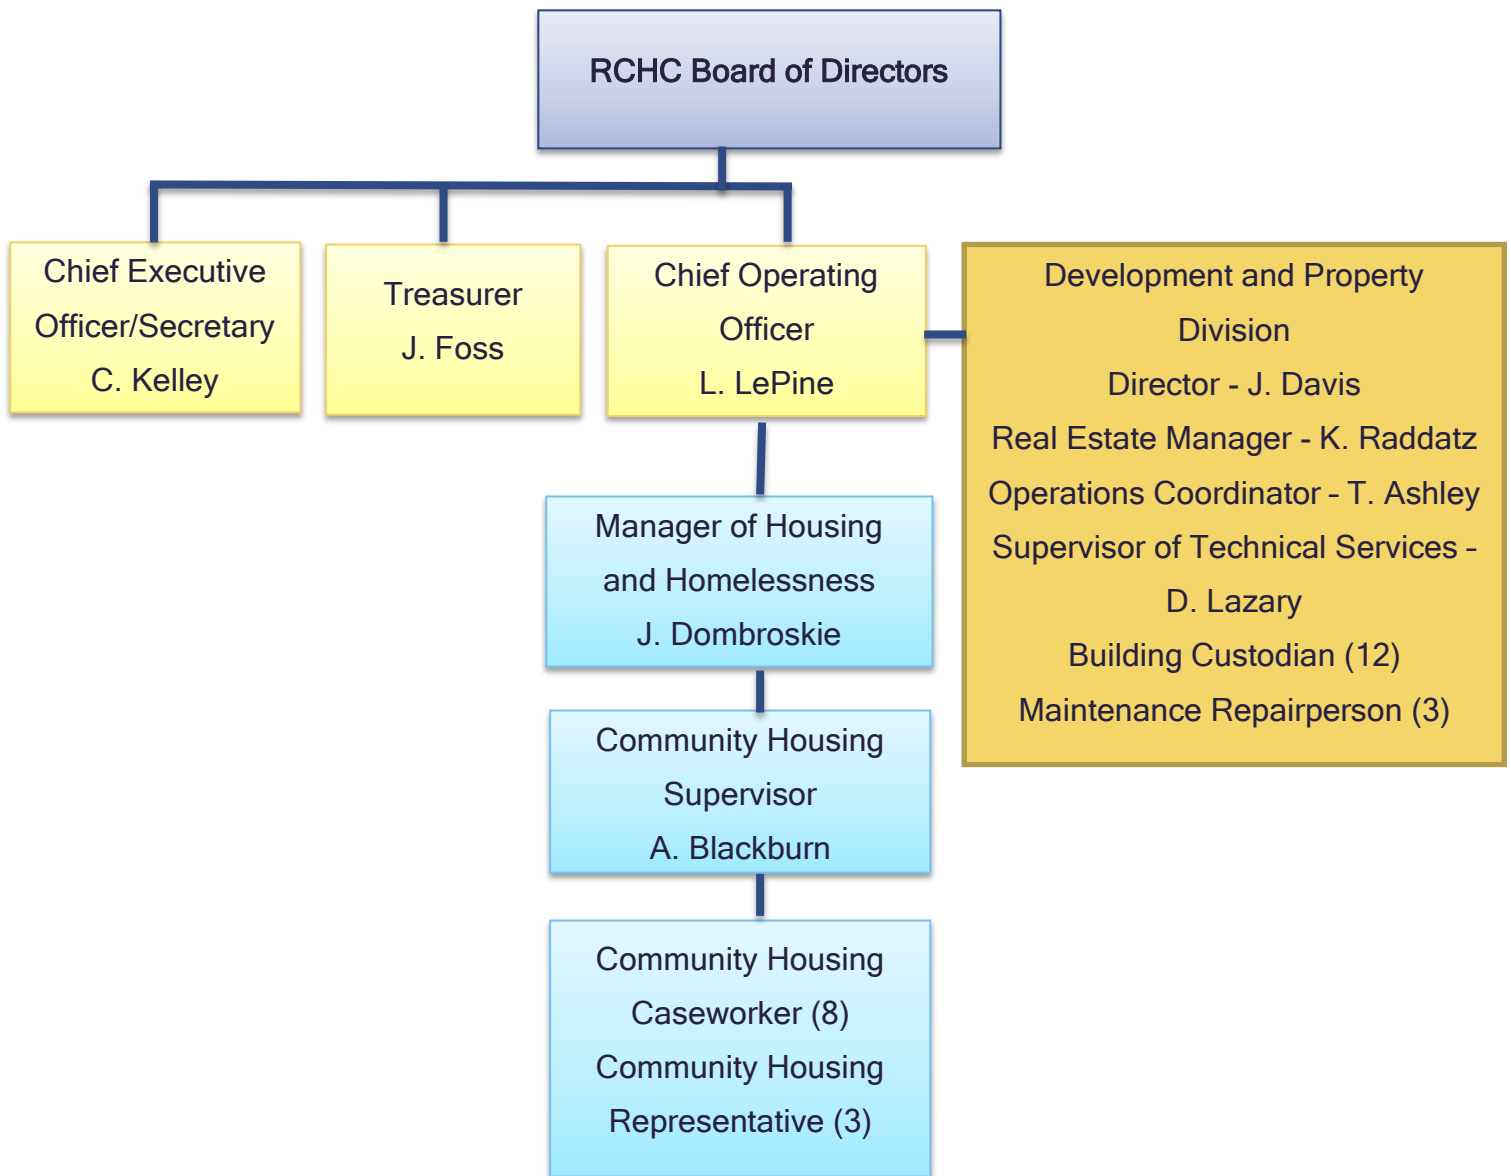 RCHC Board of Directors
Chief Executive
Officer/Secretary
C. Kelley
Treasurer
J. Foss
Chief Operating
Officer
L. LePine
Development and Property
Division
Director - J. Davis
Real Estate Manager - K. Raddatz
Operations Coordinator – T. Ashley
Supervisor of Technical Services –
D. Lazary
Building Custodian (12)
Maintenance Repairperson (3)
Manager of Housing
and Homelessness
J. Dombroskie
Community Housing
Supervisor
A. Blackburn
Community Housing
Caseworker (8)
Community Housing
Representative (3)